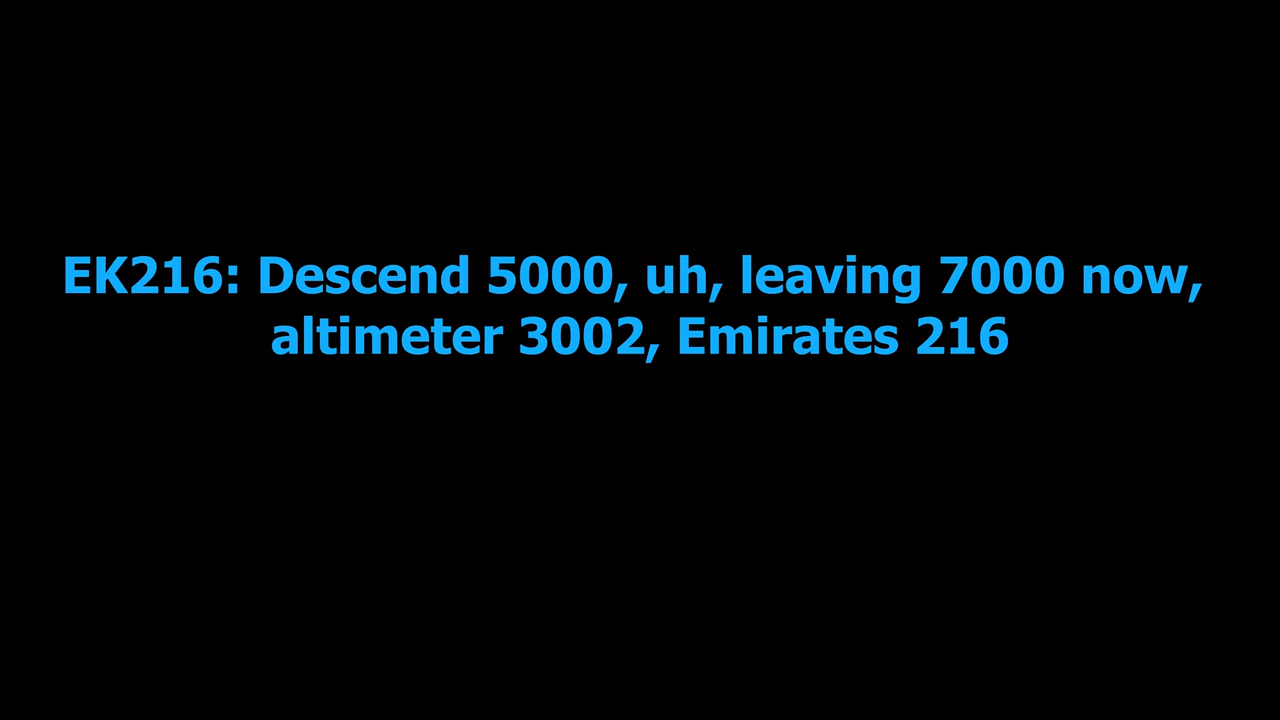 EK216: Descend 5000, uh, leaving 7000 now,
altimeter 3002, Emirates 216